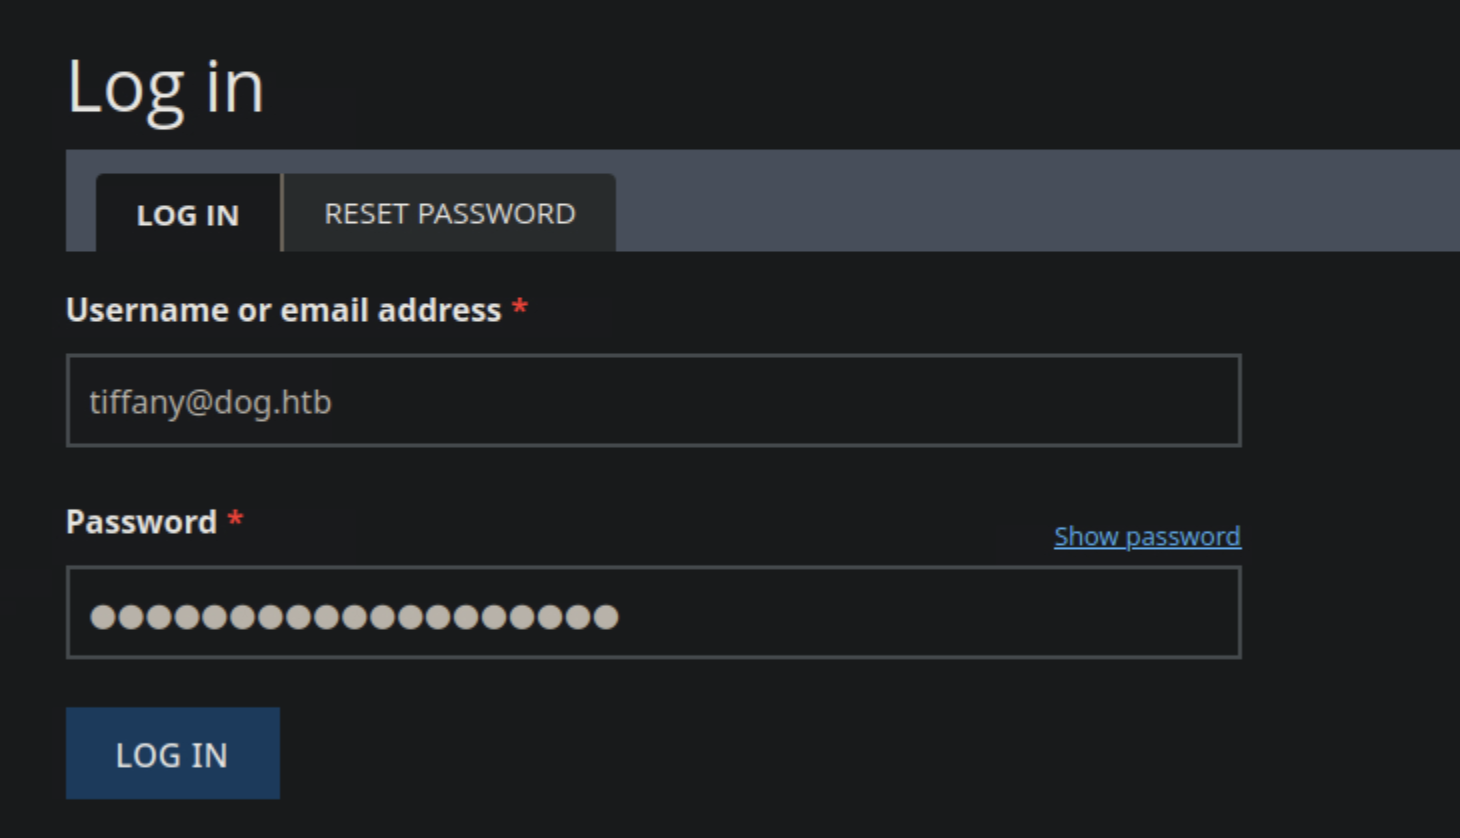 Log in
LOG IN
RESET PASSWORD
Username or email address *
tiffany@dog.htb
Password *
Show password
●●●●●●●●●●●●●●●●●●●
LOG IN